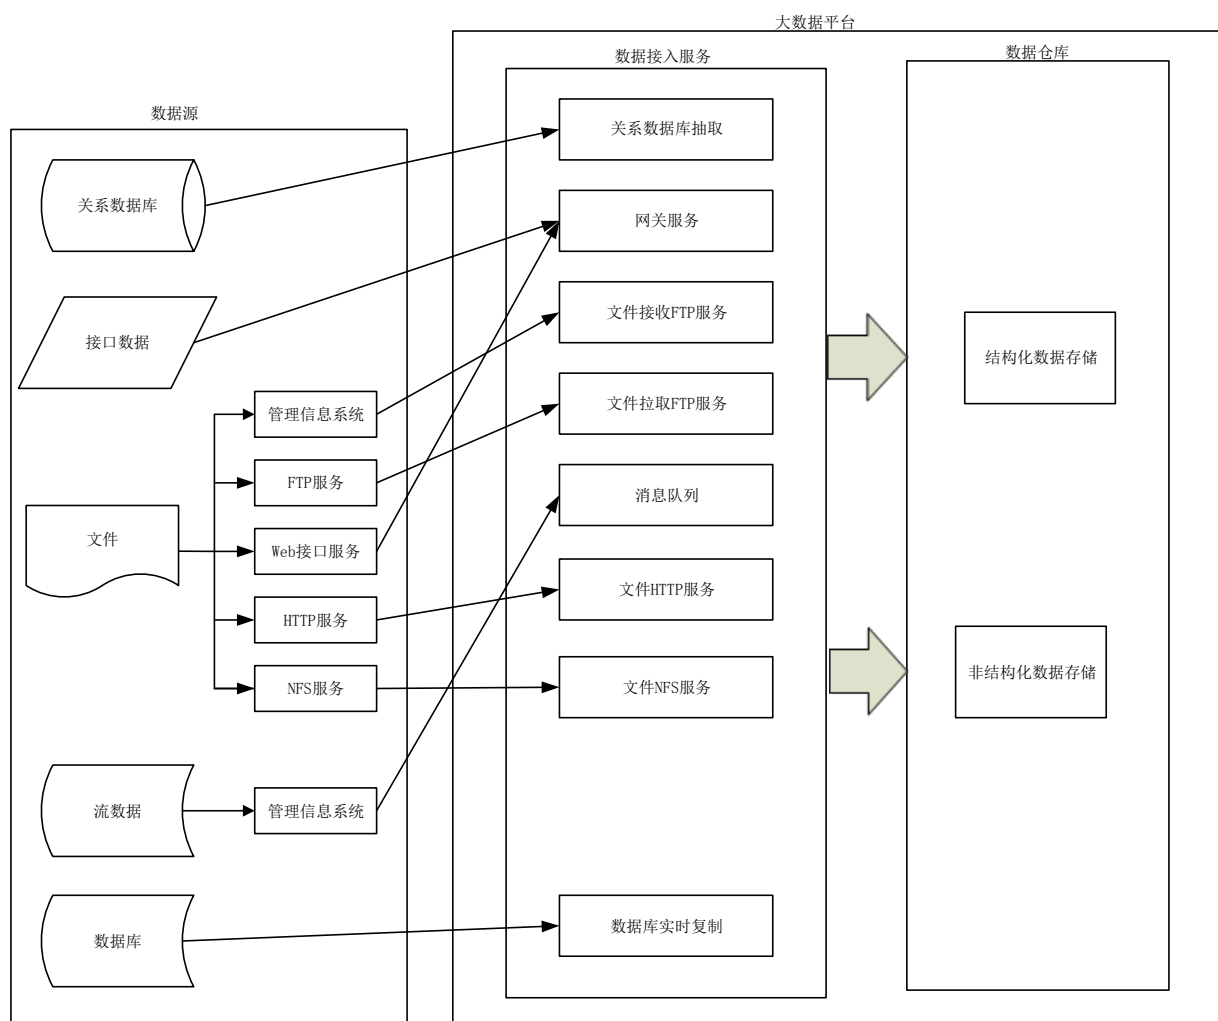 大数据平台
数据接入服务
数据仓库
数据源
关系数据库
接口数据
文件
管理信息系统
FTP服务
Web接口服务
HTTP服务
NFS服务
流数据
管理信息系统
数据库
关系数据库抽取
网关服务
文件接收FTP服务
文件拉取FTP服务
消息队列
文件HTTP服务
文件NFS服务
数据库实时复制
结构化数据存储
非结构化数据存储